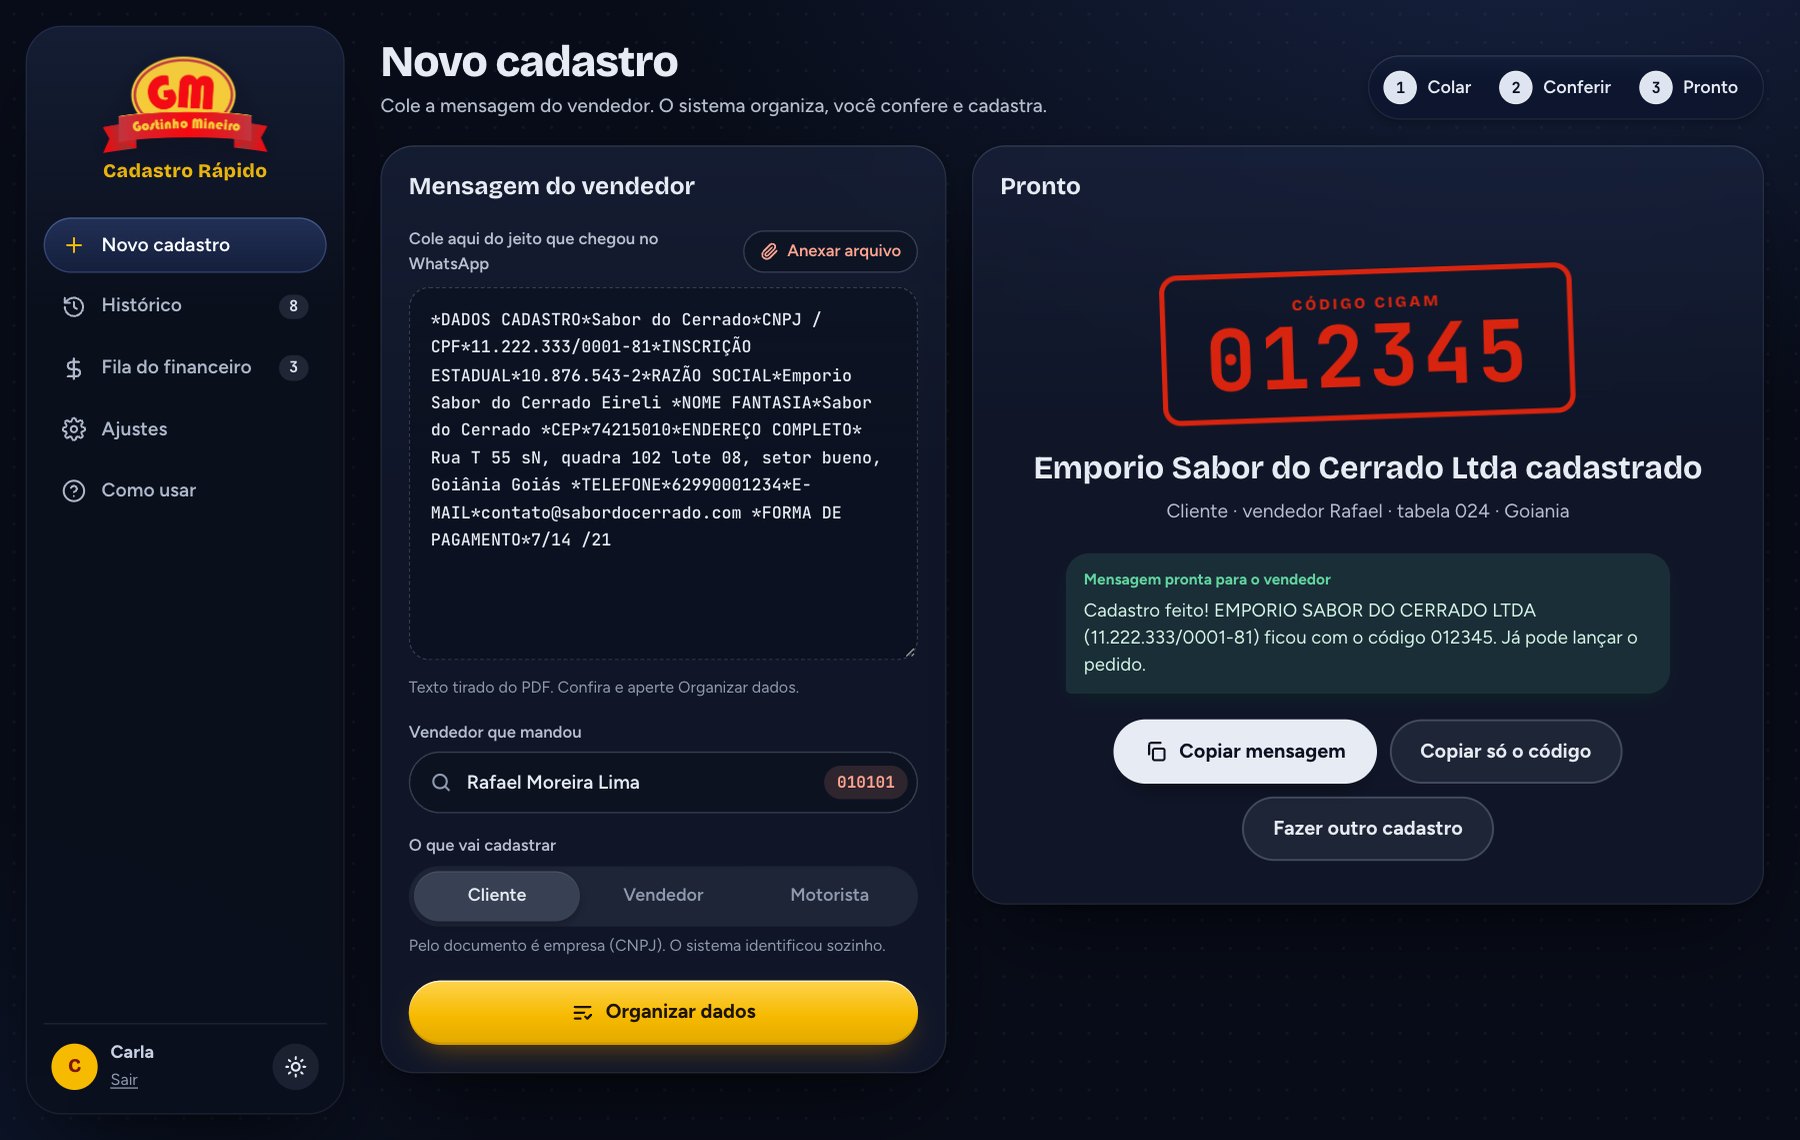 GM
Gostinho Mineiro
Cadastro Rápido
Novo cadastro
Histórico 8
Fila do financeiro 3
Ajustes
Como usar
C
Carla
Sair
Novo cadastro
Cole a mensagem do vendedor. O sistema organiza, você confere e cadastra.
1 Colar 2 Conferir 3 Pronto
Mensagem do vendedor
Cole aqui do jeito que chegou no
WhatsApp
Anexar arquivo
*DADOS CADASTRO*Sabor do Cerrado*CNPJ /
CPF*11.222.333/0001-81*INSCRIÇÃO
ESTADUAL*10.876.543-2*RAZÃO SOCIAL*Emporio
Sabor do Cerrado Eireli *NOME FANTASIA*Sabor
do Cerrado *CEP*74215010*ENDEREÇO COMPLETO*
Rua T 55 sN, quadra 102 lote 08, setor bueno,
Goiânia Goiás *TELEFONE*62990001234*E-
MAIL*contato@sabordocerrado.com *FORMA DE
PAGAMENTO*7/14 /21
Texto tirado do PDF. Confira e aperte Organizar dados.
Vendedor que mandou
Rafael Moreira Lima 010101
O que vai cadastrar
Cliente Vendedor Motorista
Pelo documento é empresa (CNPJ). O sistema identificou sozinho.
Organizar dados
Pronto
CÓDIGO CIGAM
012345
Emporio Sabor do Cerrado Ltda cadastrado
Cliente · vendedor Rafael · tabela 024 · Goiania
Mensagem pronta para o vendedor
Cadastro feito! EMPORIO SABOR DO CERRADO LTDA
(11.222.333/0001-81) ficou com o código 012345. Já pode lançar o
pedido.
Copiar mensagem
Copiar só o código
Fazer outro cadastro